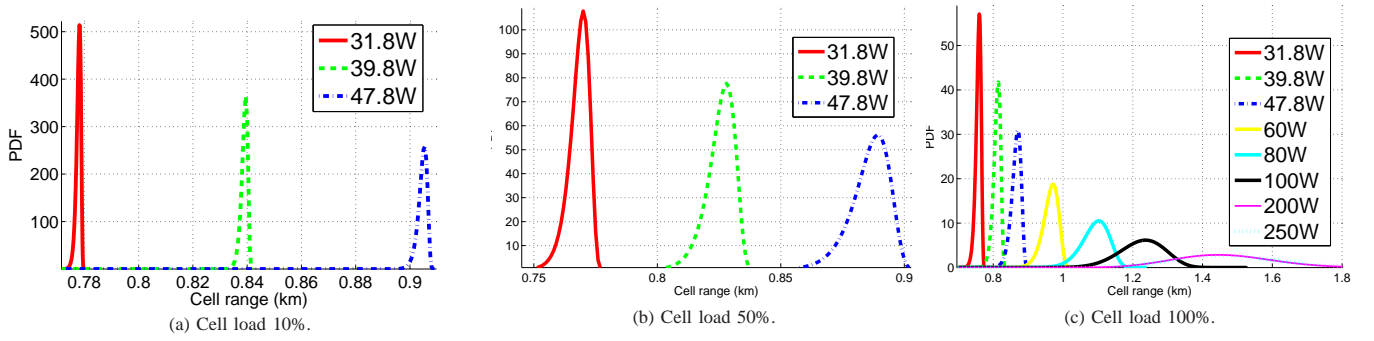 500
400
300
200
100
PDF
31.8W
39.8W
47.8W
0.78
0.8
0.82
0.84
0.86
0.88
0.9
Cell range (km)
(a) Cell load 10%.
100
90
80
70
60
50
40
30
20
10
31.8W
39.8W
47.8W
0.75
0.8
0.85
0.9
Cell range (km)
(b) Cell load 50%.
50
40
30
20
10
0
PDF
31.8W
39.8W
47.8W
60W
80W
100W
200W
250W
0.8
1
1.2
1.4
1.6
1.8
Cell range (km)
(c) Cell load 100%.